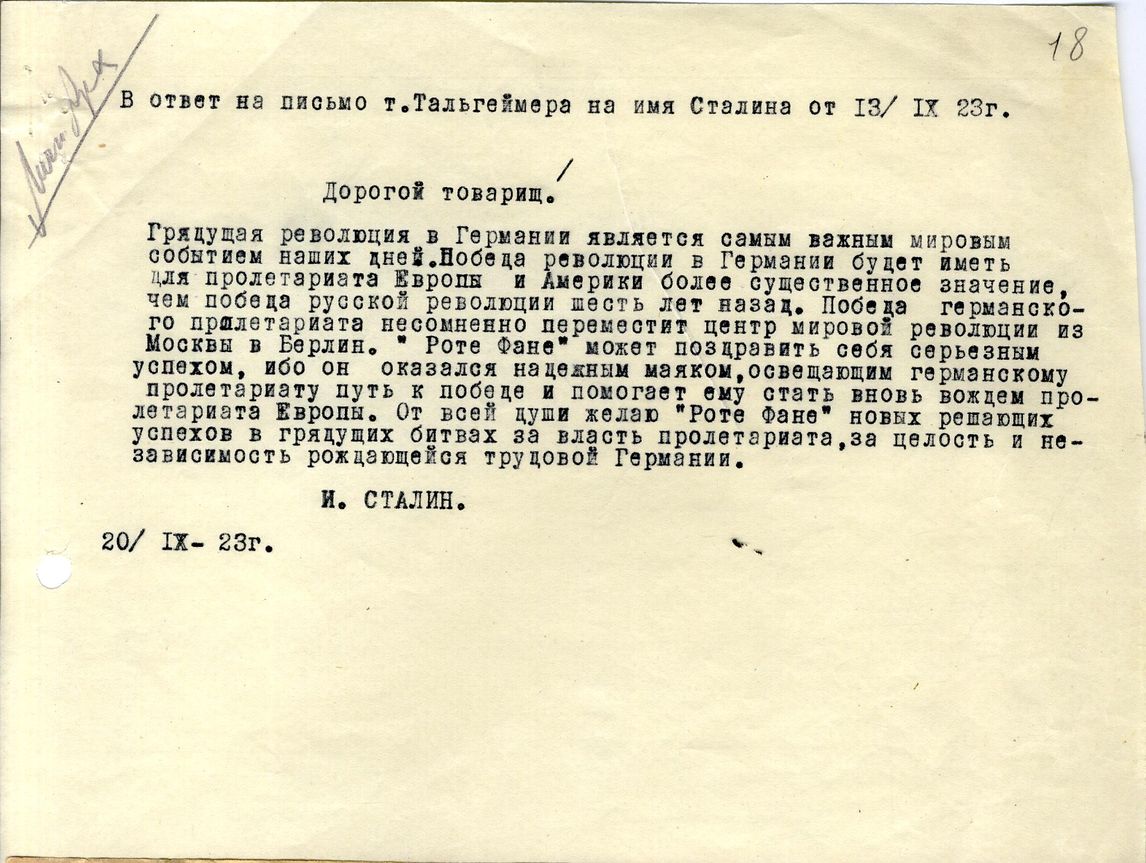 18
В ответ на письмо т.Тальгеймера на имя Сталина от I3/ IX 23г.
Дорогой товарищ.
Грядущая революция в Германии является самым важным мировым
событием наших дней.Победа революции в Германии будет иметь
для пролетариата Европы и Америки более существенное значение,
чем победа русской революции шесть лет назад. Победа германско-
го пролетариата несомненно переместит центр мировой революции из
Москвы в Берлин. " Роте Фане" может поздравить себя серьезным
успехом, ибо он оказался надежным маяком,освещающим германскому
пролетариату путь к победе и помогает ему стать вновь вождем про-
летариата Европы. От всей души желаю "Роте Фане" новых решающих
успехов в грядущих битвах за власть пролетариата,за целость и не-
зависимость рождающейся трудовой Германии.
И. СТАЛИН.
20/ IX- 23г.